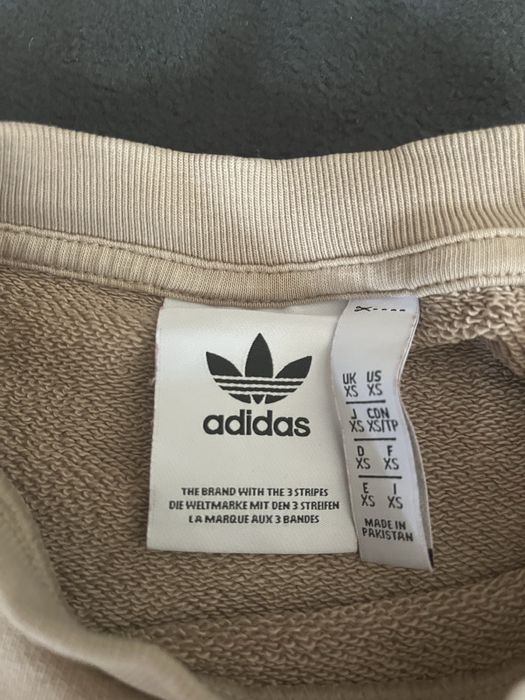 adidas
THE BRAND WITH THE 3 STRIPES
DIE WELTMARKE MIT DEN 3 STREIFEN
LA MARQUE AUX 3 BANDES
UK US
XS XS
J CDN
XS XS/TP
D F
XS XS
E I
XS XS
MADE IN
PAKISTAN